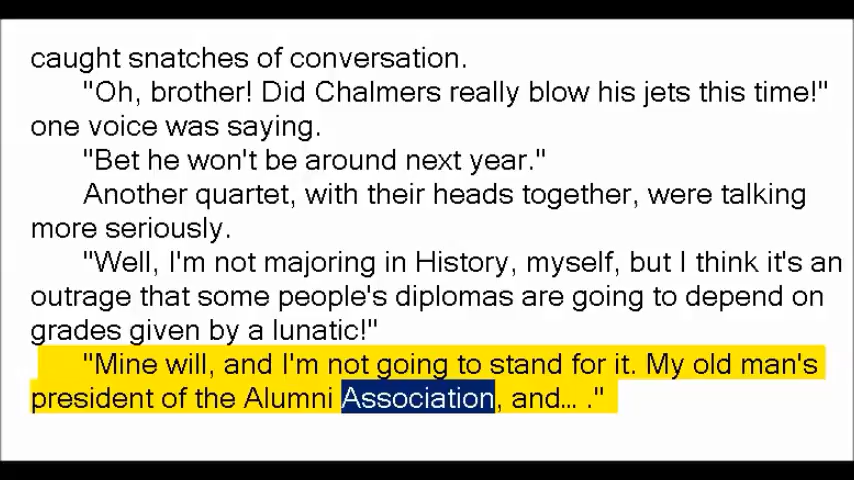 caught snatches of conversation.
"Oh, brother! Did Chalmers really blow his jets this time!"
one voice was saying.
"Bet he won't be around next year."
Another quartet, with their heads together, were talking
more seriously.
"Well, I'm not majoring in History, myself, but I think it's an
outrage that some people's diplomas are going to depend on
grades given by a lunatic!"
"Mine will, and I'm not going to stand for it. My old man's
president of the Alumni Association, and... ."